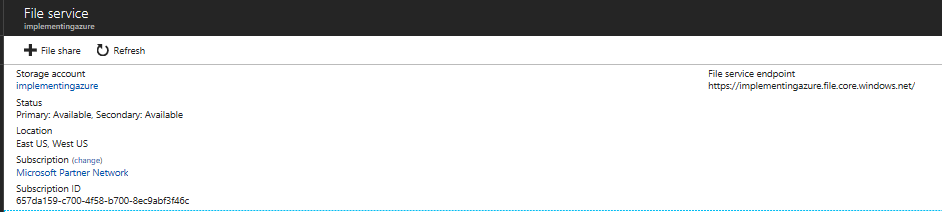 File service
implementingazure
File share
Refresh
Storage account
implementingazure
Status
Primary: Available, Secondary: Available
Location
East US, West US
Subscription (change)
Microsoft Partner Network
Subscription ID
657da159-c700-4f58-b700-8ec9abf3f46c
File service endpoint
https://implementingazure.file.core.windows.net/